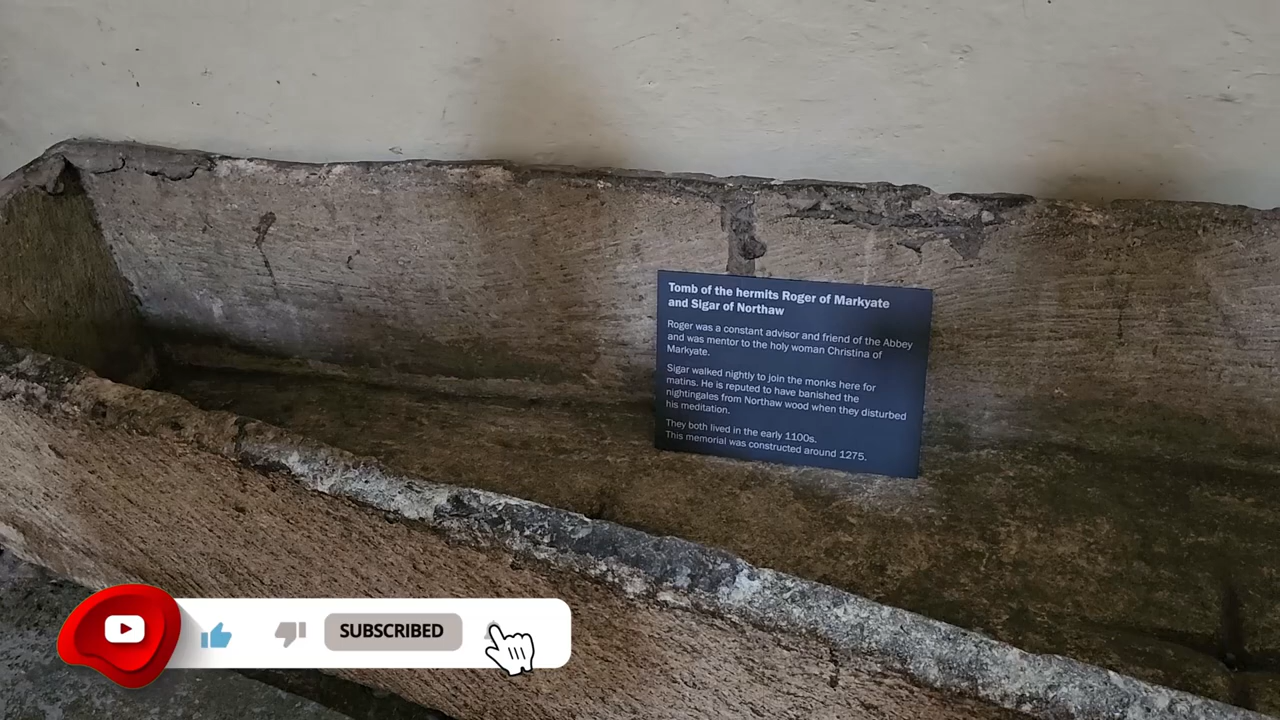 Tomb of the hermits Roger of Markyate
and Sigar of Northaw
Roger was a constant advisor and friend of the Abbey
and was mentor to the holy woman Christina of
Markyate.
Sigar walked nightly to join the monks here for
matins. He is reputed to have banished the
nightingales from Northaw wood when they disturbed
his meditation.
They both lived in the early 1100s.
This memorial was constructed around 1275.
SUBSCRIBED